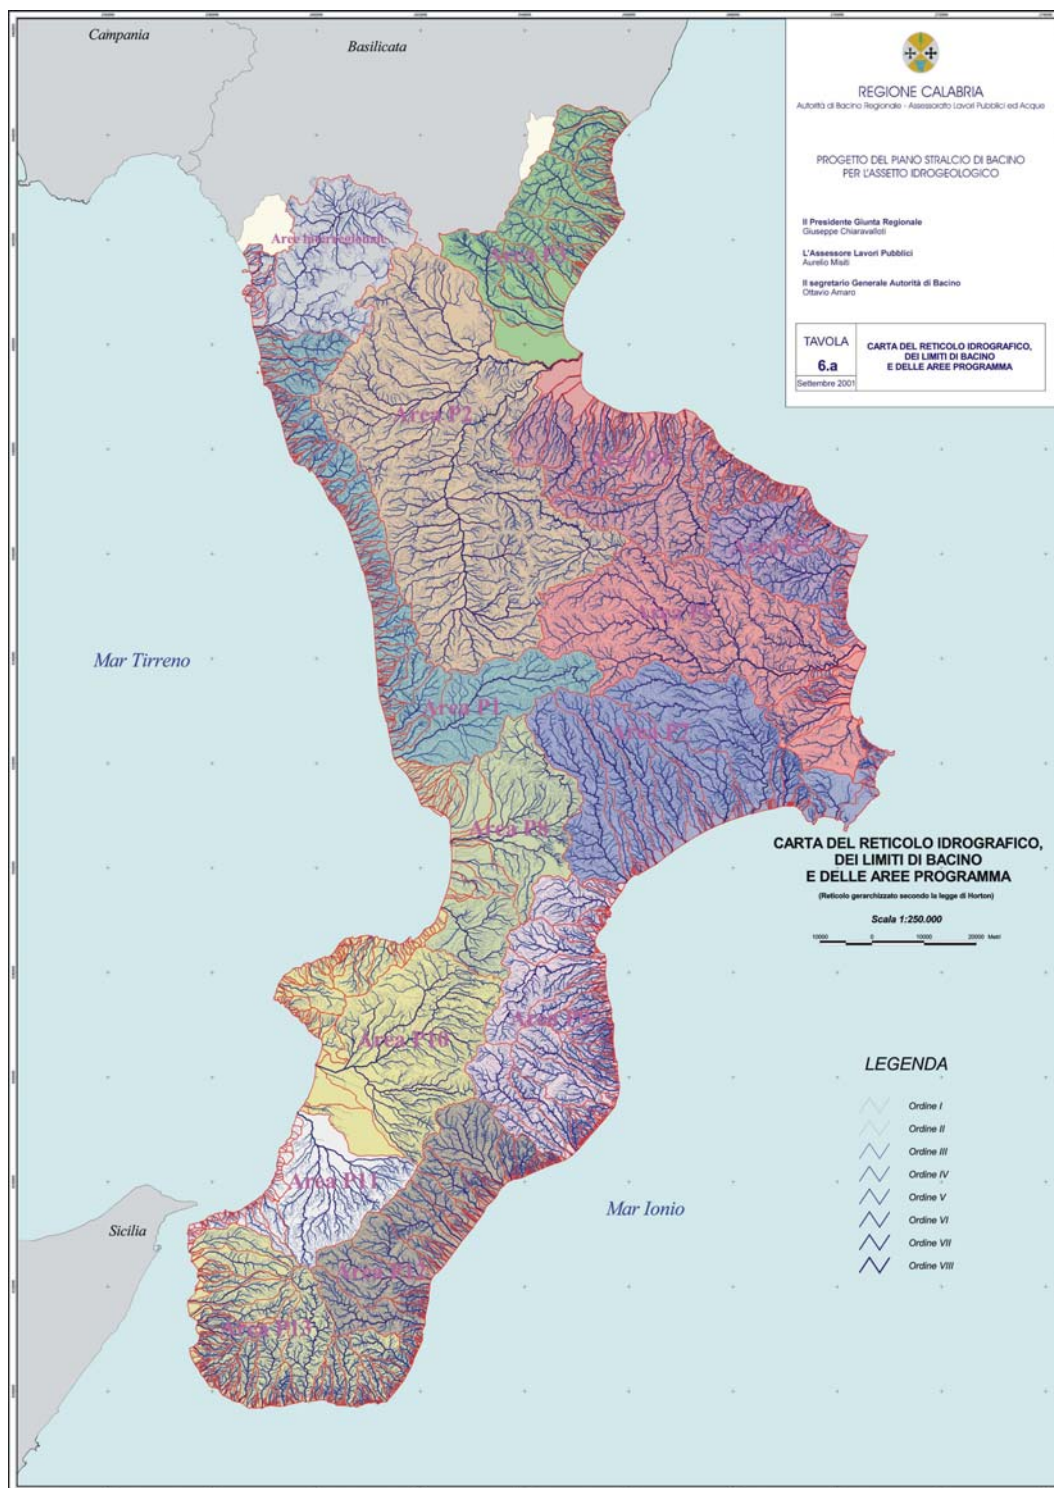 Campania
Basilicata
REGIONE CALABRIA
Autorità di Bacino Regionale - Assessorato Lavori Pubblici ed Acque
PROGETTO DEL PIANO STRALCIO DI BACINO
PER L'ASSETTO IDROGEOLOGICO
Il Presidente Giunta Regionale
Giuseppe Chiaravalloti
L'Assessore Lavori Pubblici
Aurelio Misiti
Il segretario Generale Autorità di Bacino
Ottavio Amaro
TAVOLA
6.a
Settembre 2001
CARTA DEL RETICOLO IDROGRAFICO,
DEI LIMITI DI BACINO
E DELLE AREE PROGRAMMA
Aree Interregionale
Area P3
Area P2
Mar Tirreno
Area P1
Area P7
Area P8
CARTA DEL RETICOLO IDROGRAFICO,
DEI LIMITI DI BACINO
E DELLE AREE PROGRAMMA
(Reticolo gerarchizzato secondo la legge di Horton)
Scala 1:250.000
10000 0 10000 20000 Metri
Area
Area P10
LEGENDA
Ordine I
Ordine II
Ordine III
Ordine IV
Ordine V
Ordine VI
Ordine VII
Ordine VIII
Area P11
Mar Ionio
Sicilia
Area P13